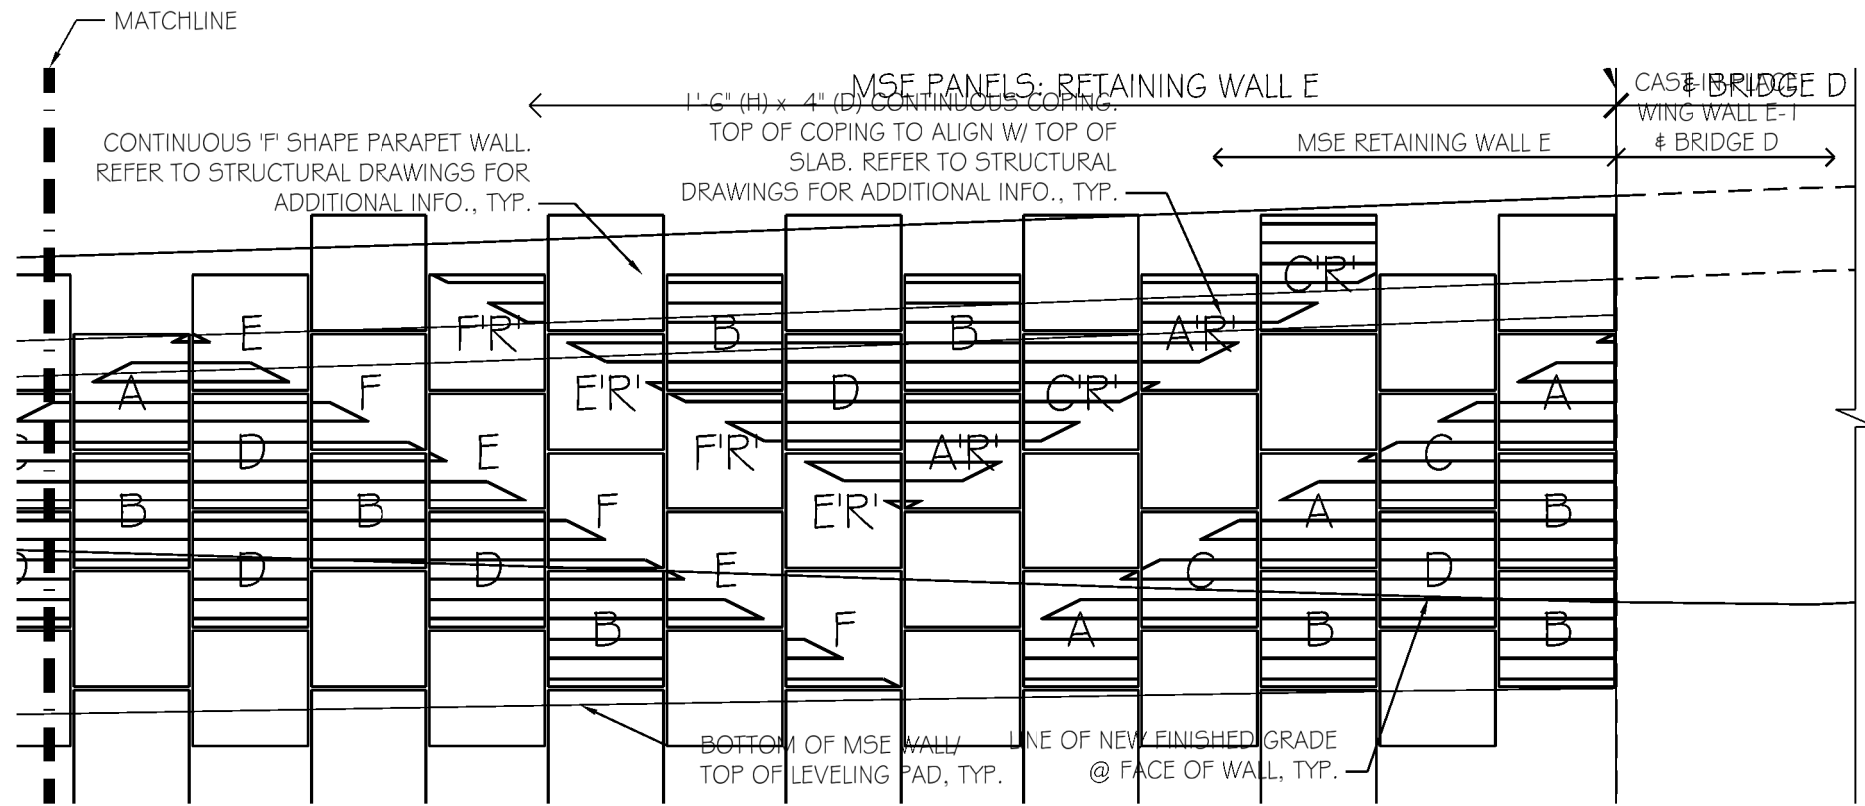 MATCHLINE
MSE PANELS: RETAINING WALL E
& BRIDGE D
CAST-IN-PLACE
WING WALL E-1
& BRIDGE D
MSE RETAINING WALL E
1'-6" (H) x 4" (D) CONTINUOUS COPING.
TOP OF COPING TO ALIGN W/ TOP OF
SLAB. REFER TO STRUCTURAL
DRAWINGS FOR ADDITIONAL INFO., TYP.
CONTINUOUS 'F' SHAPE PARAPET WALL.
REFER TO STRUCTURAL DRAWINGS FOR
ADDITIONAL INFO., TYP.
C'R'
E F'R' B B A'R'
A F E'R' D C'R' A
D E F'R' A'R' C
B B F E'R' A B
D D E C D
B F A B B
BOTTOM OF MSE WALL/
TOP OF LEVELING PAD, TYP.
LINE OF NEW FINISHED GRADE
@ FACE OF WALL, TYP.